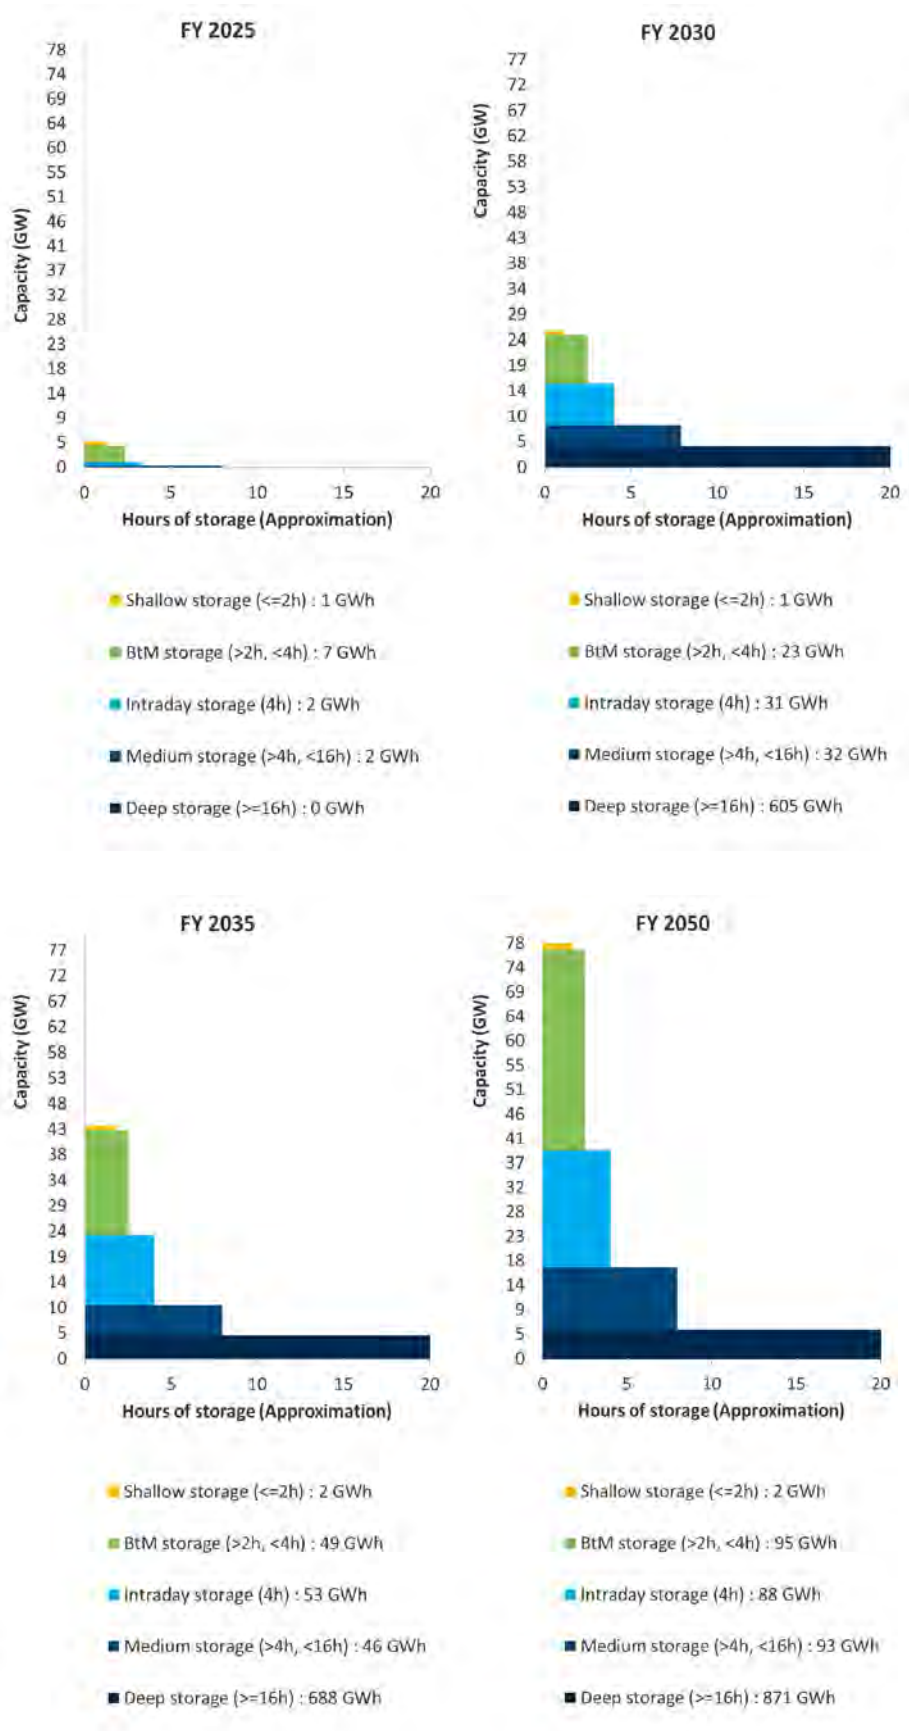 FY 2025
Capacity (GW)
78
74
69
64
60
55
51
46
41
37
32
28
23
18
14
9
5
0
0 5 10 15 20
Hours of storage (Approximation)
Shallow storage (<=2h) : 1 GWh
BtM storage (>2h, <4h) : 7 GWh
Intraday storage (4h) : 2 GWh
Medium storage (>4h, <16h) : 2 GWh
Deep storage (>=16h) : 0 GWh
FY 2030
Capacity (GW)
77
72
67
62
58
53
48
43
38
34
29
24
19
14
10
5
0
0 5 10 15 20
Hours of storage (Approximation)
Shallow storage (<=2h) : 1 GWh
BtM storage (>2h, <4h) : 23 GWh
Intraday storage (4h) : 31 GWh
Medium storage (>4h, <16h) : 32 GWh
Deep storage (>=16h) : 605 GWh
FY 2035
Capacity (GW)
77
72
67
62
58
53
48
43
38
34
29
24
19
14
10
5
0
0 5 10 15 20
Hours of storage (Approximation)
Shallow storage (<=2h) : 2 GWh
BtM storage (>2h, <4h) : 49 GWh
Intraday storage (4h) : 53 GWh
Medium storage (>4h, <16h) : 46 GWh
Deep storage (>=16h) : 688 GWh
FY 2050
Capacity (GW)
78
74
69
64
60
55
51
46
41
37
32
28
23
18
14
9
5
0
0 5 10 15 20
Hours of storage (Approximation)
Shallow storage (<=2h) : 2 GWh
BtM storage (>2h, <4h) : 95 GWh
Intraday storage (4h) : 88 GWh
Medium storage (>4h, <16h) : 93 GWh
Deep storage (>=16h) : 871 GWh